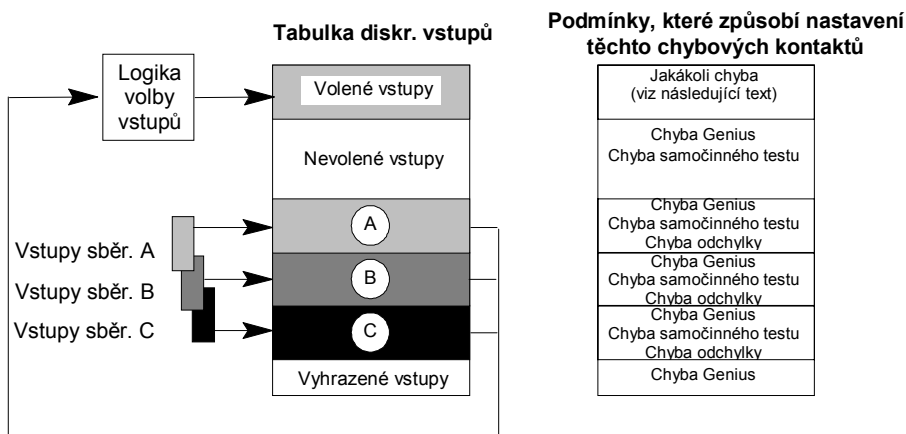 Tabulka diskr. vstupů
Podmínky, které způsobí nastavení
těchto chybových kontaktů
Logika
volby
vstupů
Volené vstupy
Jakákoli chyba
(viz následující text)
Nevolené vstupy
Chyba Genius
Chyba samočinného testu
Vstupy sběr. A
A
Chyba Genius
Chyba samočinného testu
Chyba odchylky
Vstupy sběr. B
B
Chyba Genius
Chyba samočinného testu
Chyba odchylky
Vstupy sběr. C
C
Chyba Genius
Chyba samočinného testu
Chyba odchylky
Vyhrazené vstupy
Chyba Genius